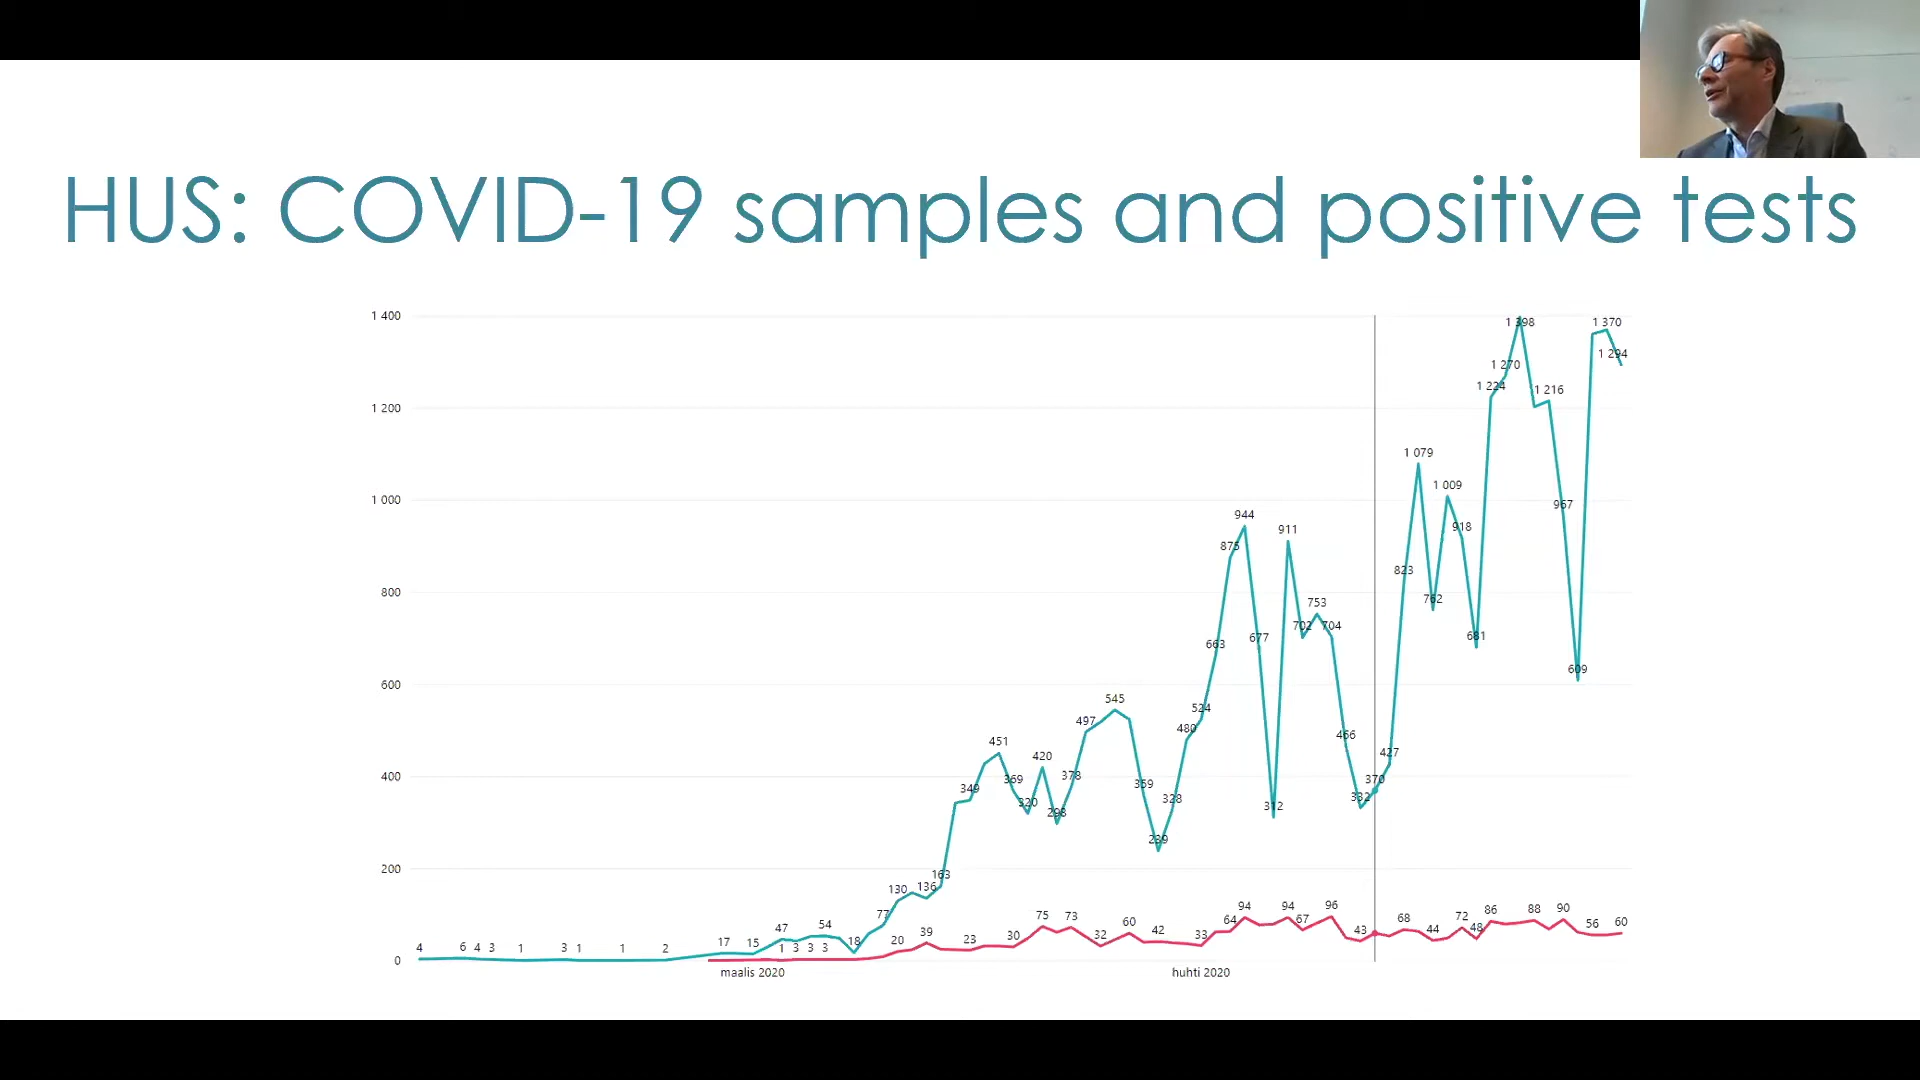 HUS: COVID-19 samples and positive tests
1 400
1 200
1 000
800
600
400
200
0
4 6 4 3 1 3 1 1 2 17 15 47 54 18 77 130 136 163 349 451 369 320 420 298 378 497 545 359 239 328 480 524 663 875 944 677 312 911 702 753 704 466 332 370 427 823 1 079 762 1 009 918 681 1 224 1 270 1 398 1 216 967 609 1 370 1 294
1 3 3 3 20 39 23 30 75 73 32 60 42 33 64 94 94 67 96 43 68 44 72 48 86 88 90 56 60
maalis 2020 huhti 2020